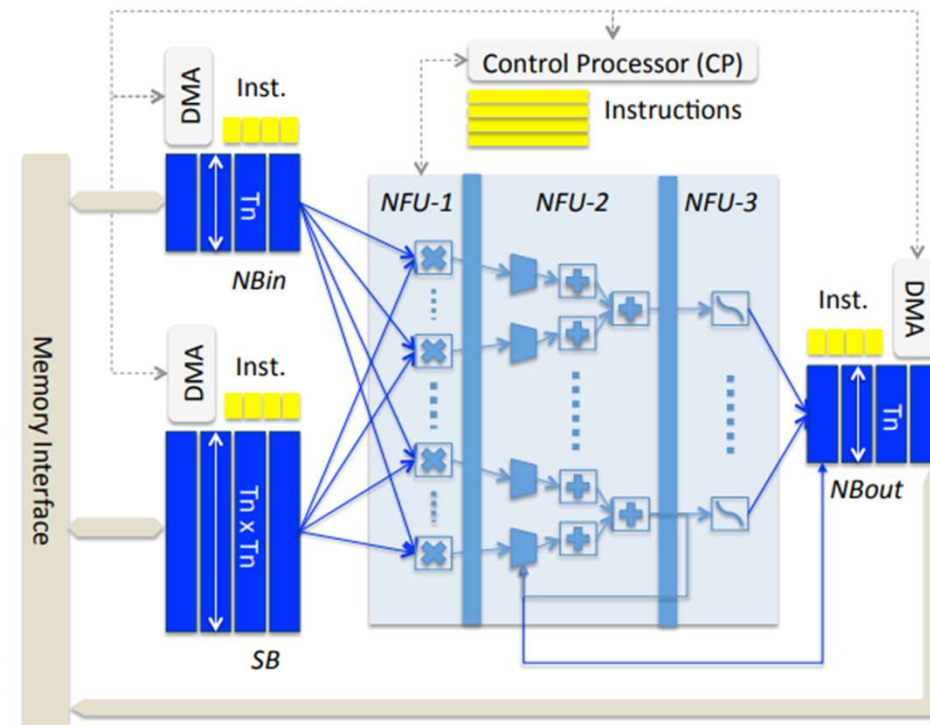 Control Processor (CP)
Instructions
DMA
Inst.
Tn
NBin
DMA
Inst.
Tn x Tn
SB
Memory Interface
NFU-1
NFU-2
NFU-3
Inst.
DMA
Tn
NBout